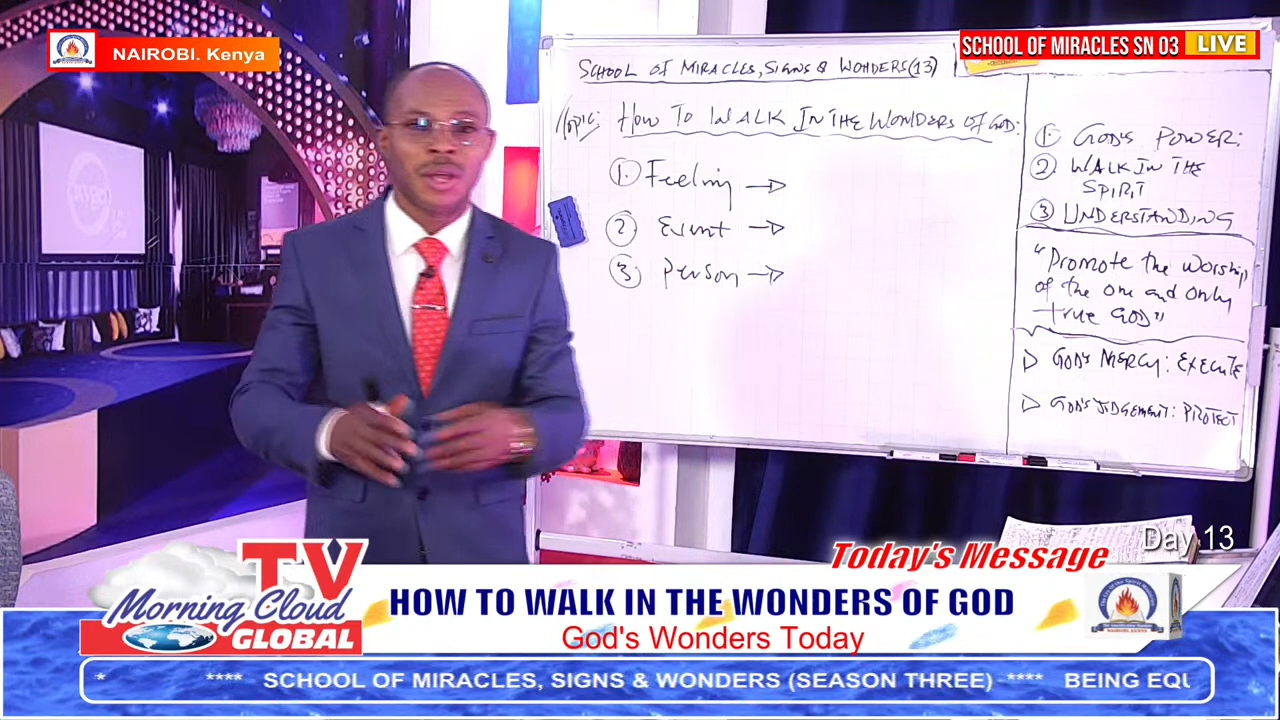 NAIROBI. Kenya
SCHOOL OF MIRACLES SN 03
LIVE
SCHOOL OF MIRACLES, SIGNS & WONDERS (13)
Topic: HOW TO WALK IN THE WONDERS OF GOD:
1. Feeling →
2. Event →
3. Person →
1. GOD'S POWER:
2. WALK IN THE
SPIRIT
3 UNDERSTANDING
"Promote the worship
of the one and only
true GOD"
▷ GOD'S MERCY: EXECUTE
▷ GOD'S JUDGEMENT: PROTECT
Day 13
Today's Message
TV
Morning Cloud
GLOBAL
HOW TO WALK IN THE WONDERS OF GOD
God's Wonders Today
NAIROBI, KENYA
* **** SCHOOL OF MIRACLES, SIGNS & WONDERS (SEASON THREE) **** BEING EQU